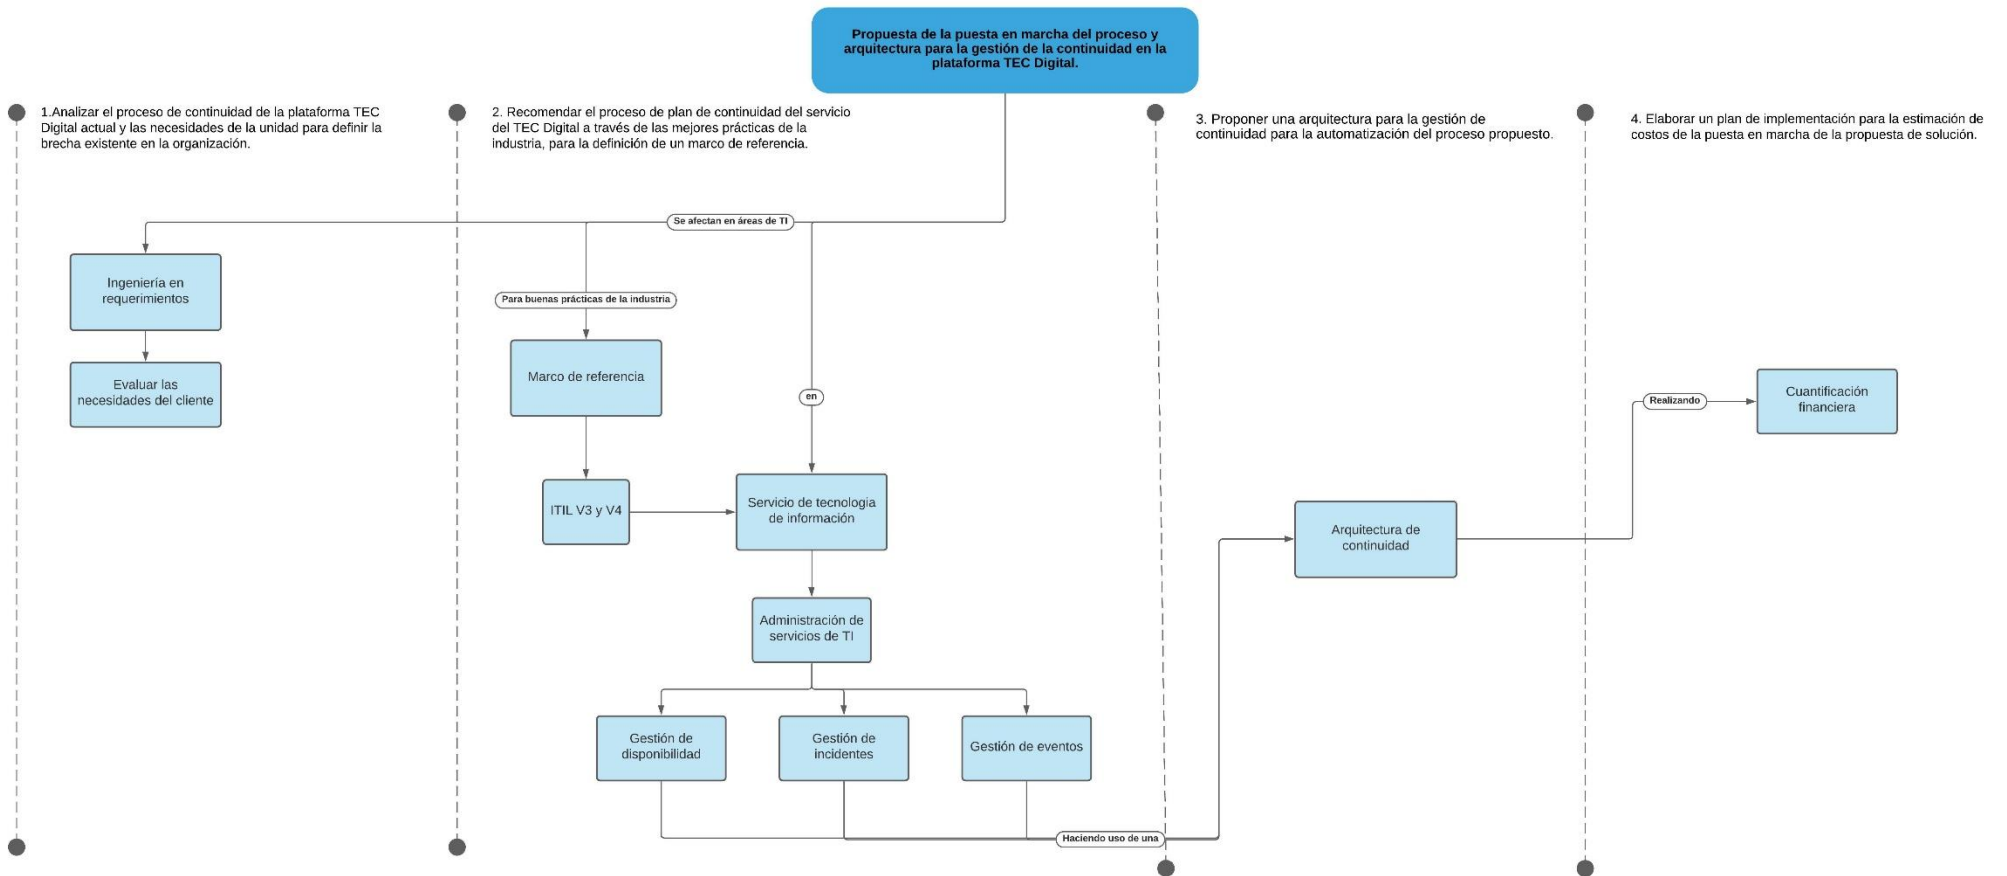 Propuesta de la puesta en marcha del proceso y
arquitectura para la gestión de la continuidad en la
plataforma TEC Digital.
1.Analizar el proceso de continuidad de la plataforma TEC
Digital actual y las necesidades de la unidad para definir la
brecha existente en la organización.
2. Recomendar el proceso de plan de continuidad del servicio
del TEC Digital a través de las mejores prácticas de la
industria, para la definición de un marco de referencia.
3. Proponer una arquitectura para la gestión de
continuidad para la automatización del proceso propuesto.
4. Elaborar un plan de implementación para la estimación de
costos de la puesta en marcha de la propuesta de solución.
Se afectan en áreas de TI
Ingeniería en
requerimientos
Evaluar las
necesidades del cliente
Para buenas prácticas de la industria
Marco de referencia
en
ITIL V3 y V4
Servicio de tecnologia
de información
Administración de
servicios de TI
Gestión de
disponibilidad
Gestión de
incidentes
Gestión de eventos
Haciendo uso de una
Arquitectura de
continuidad
Realizando
Cuantificación
financiera